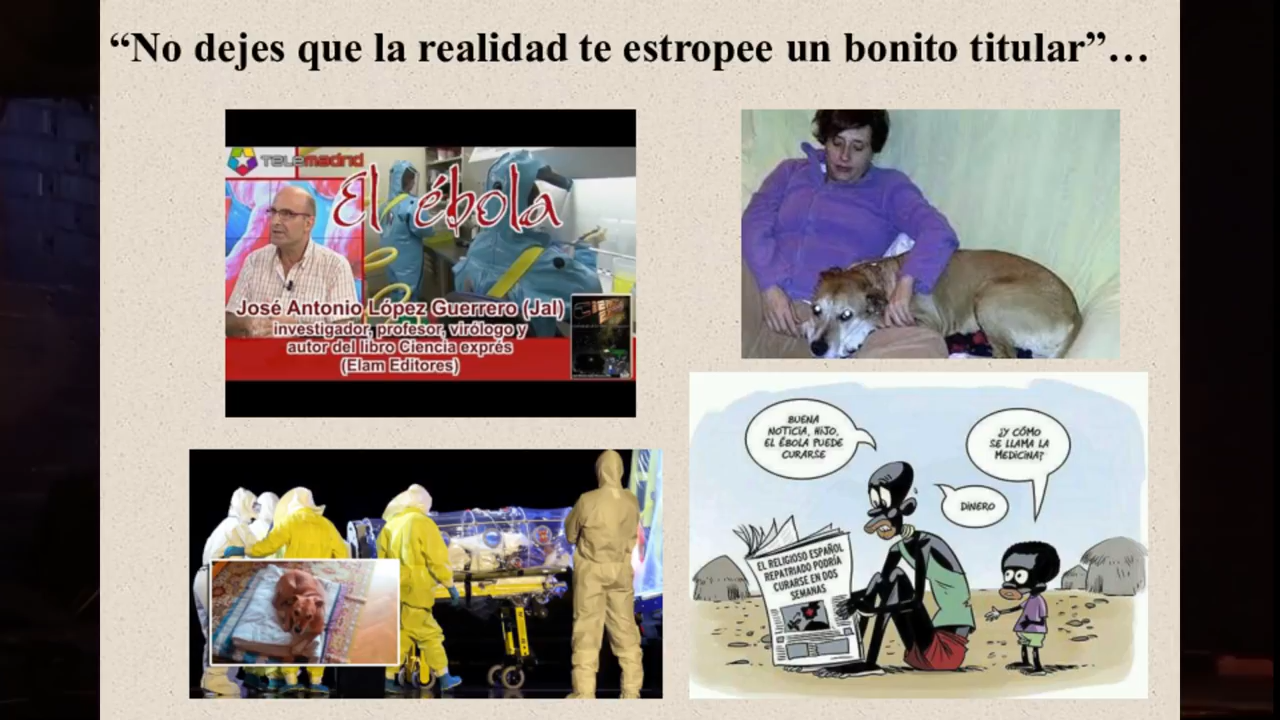 “No dejes que la realidad te estropee un bonito titular”...
TELEMADRID
El ébola
José Antonio López Guerrero (Jal)
investigador, profesor, virólogo y
autor del libro Ciencia exprés
(Elam Editores)
BUENA
NOTICIA, HIJO,
EL ÉBOLA PUEDE
CURARSE
¿Y CÓMO
SE LLAMA LA
MEDICINA?
DINERO
EL RELIGIOSO ESPAÑOL
REPATRIADO PODRÍA
CURARSE EN DOS
SEMANAS